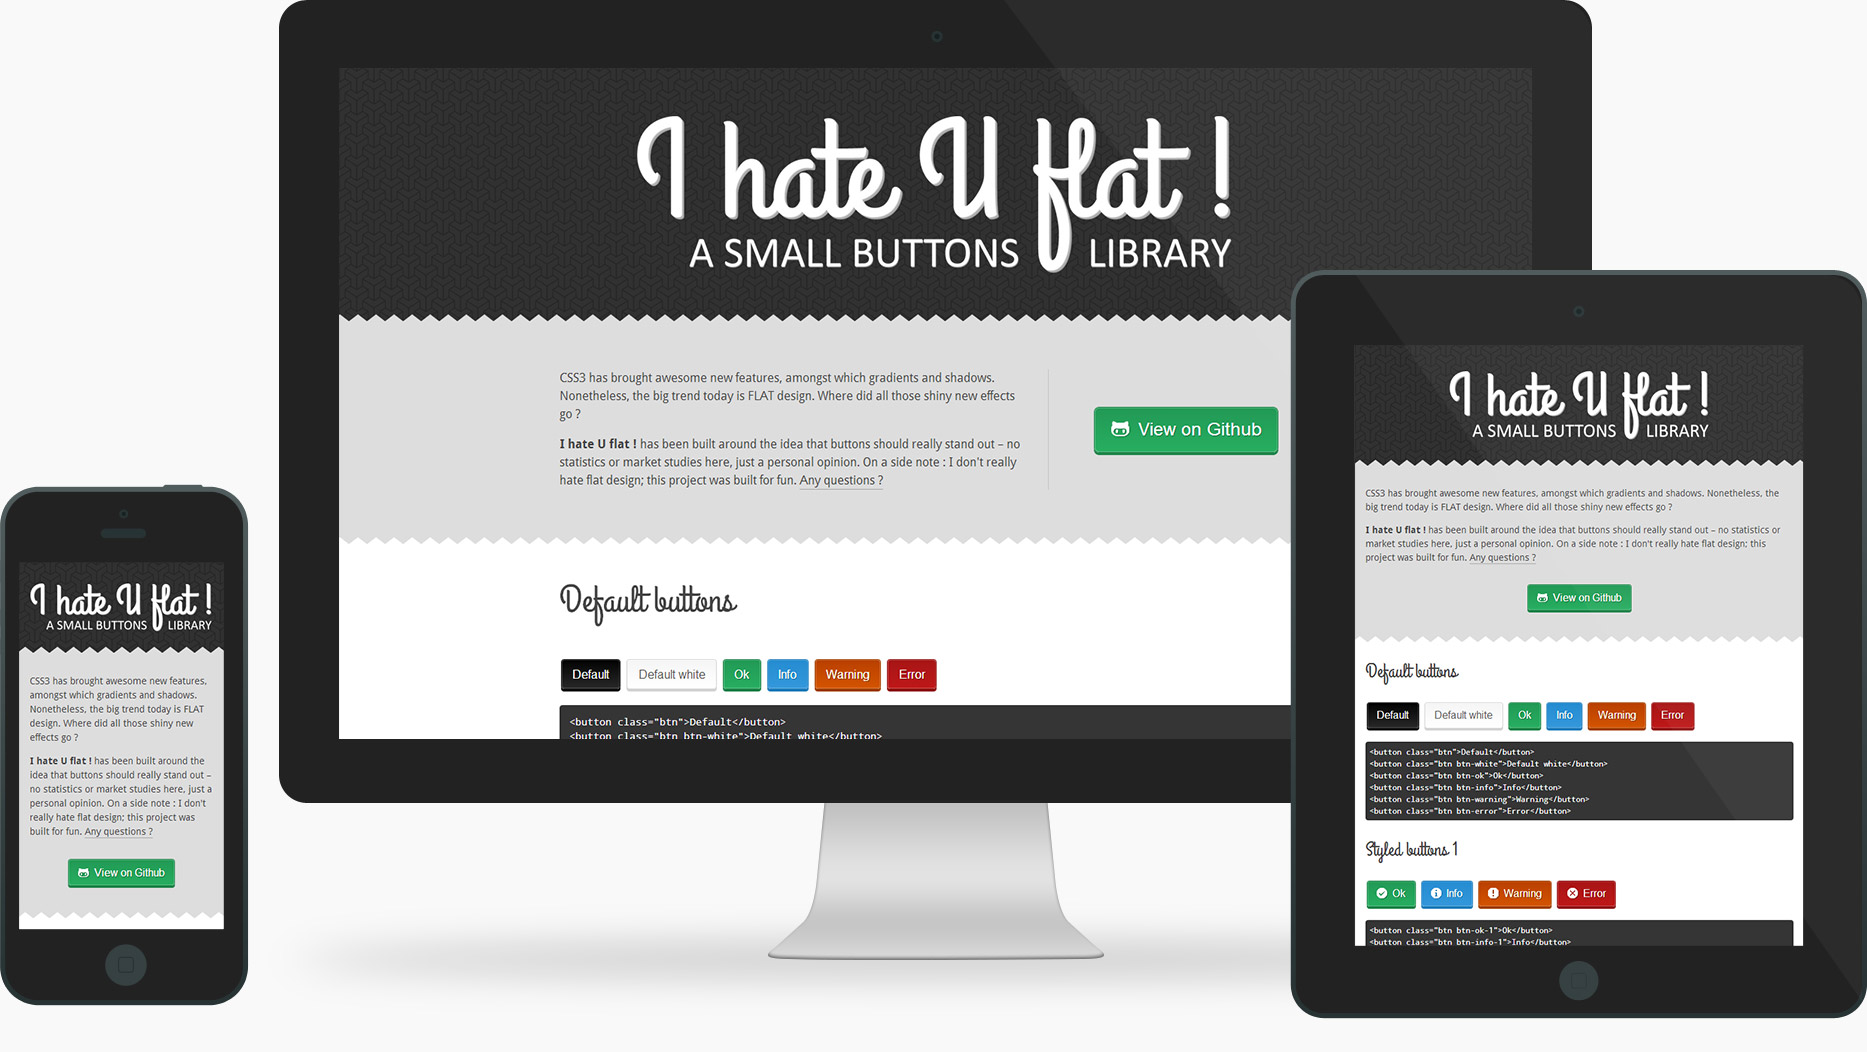 I hate U flat !
A SMALL BUTTONS LIBRARY
CSS3 has brought awesome new features, amongst which gradients and shadows.
Nonetheless, the big trend today is FLAT design. Where did all those shiny new effects
go ?
I hate U flat ! has been built around the idea that buttons should really stand out – no
statistics or market studies here, just a personal opinion. On a side note : I don't really
hate flat design; this project was built for fun. Any questions ?
View on Github
Default buttons
Default Default white Ok Info Warning Error
<button class="btn">Default</button>
<button class="btn btn-white">Default white</button>
I hate U flat !
A SMALL BUTTONS LIBRARY
CSS3 has brought awesome new features, amongst which gradients and shadows. Nonetheless, the
big trend today is FLAT design. Where did all those shiny new effects go ?
I hate U flat ! has been built around the idea that buttons should really stand out – no statistics or
market studies here, just a personal opinion. On a side note : I don't really hate flat design; this
project was built for fun. Any questions ?
View on Github
Default buttons
Default Default white Ok Info Warning Error
<button class="btn">Default</button>
<button class="btn btn-white">Default white</button>
<button class="btn btn-ok">Ok</button>
<button class="btn btn-info">Info</button>
<button class="btn btn-warning">Warning</button>
<button class="btn btn-error">Error</button>
Styled buttons 1
Ok Info Warning Error
<button class="btn btn-ok-1">Ok</button>
<button class="btn btn-info-1">Info</button>
I hate U flat !
A SMALL BUTTONS LIBRARY
CSS3 has brought awesome new features,
amongst which gradients and shadows.
Nonetheless, the big trend today is FLAT
design. Where did all those shiny new
effects go ?
I hate U flat ! has been built around the
idea that buttons should really stand out –
no statistics or market studies here, just a
personal opinion. On a side note : I don't
really hate flat design; this project was
built for fun. Any questions ?
View on Github